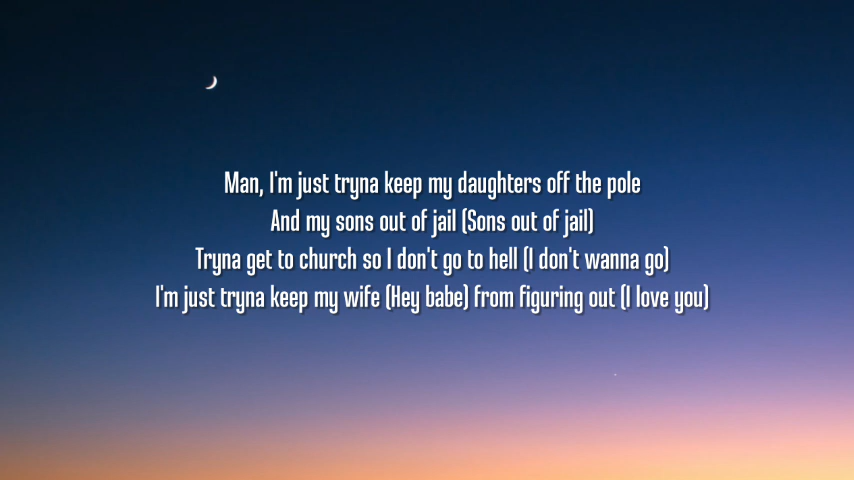 Man, I'm just tryna keep my daughters off the pole
And my sons out of jail (Sons out of jail)
Tryna get to church so I don't go to hell (I don't wanna go)
I'm just tryna keep my wife (Hey babe) from figuring out (I love you)